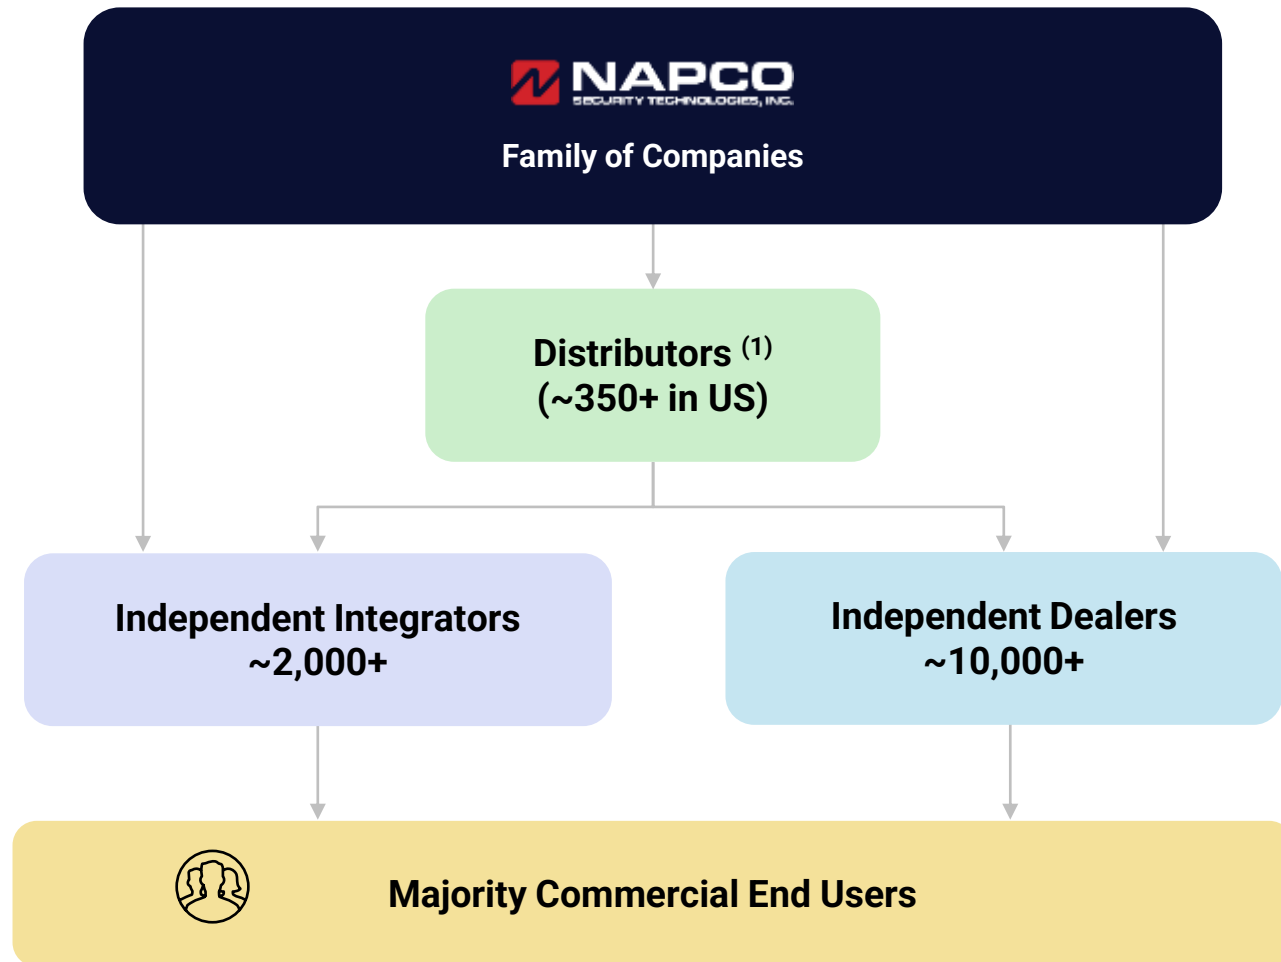 NAPCO
SECURITY TECHNOLOGIES, INC.
Family of Companies
Distributors (1)
(~350+ in US)
Independent Integrators
~2,000+
Independent Dealers
~10,000+
Majority Commercial End Users